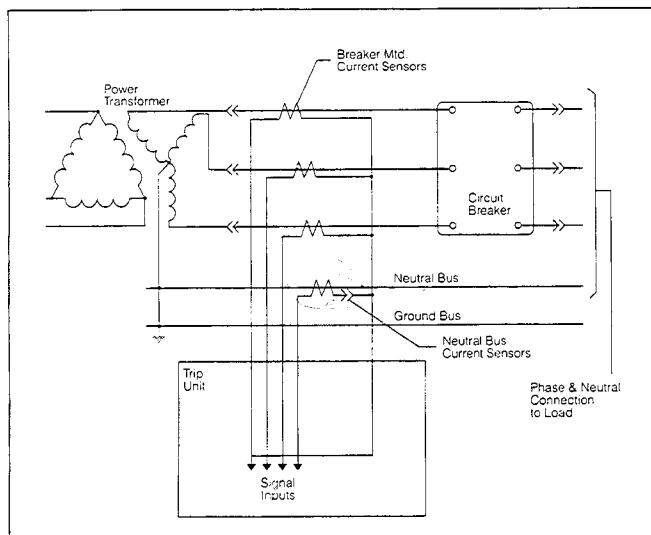 Breaker Mtd.
Current Sensors
Power
Transformer
Circuit
Breaker
Neutral Bus
Ground Bus
Neutral Bus
Current Sensors
Trip
Unit
Phase & Neutral
Connection
to Load
Signal
Inputs